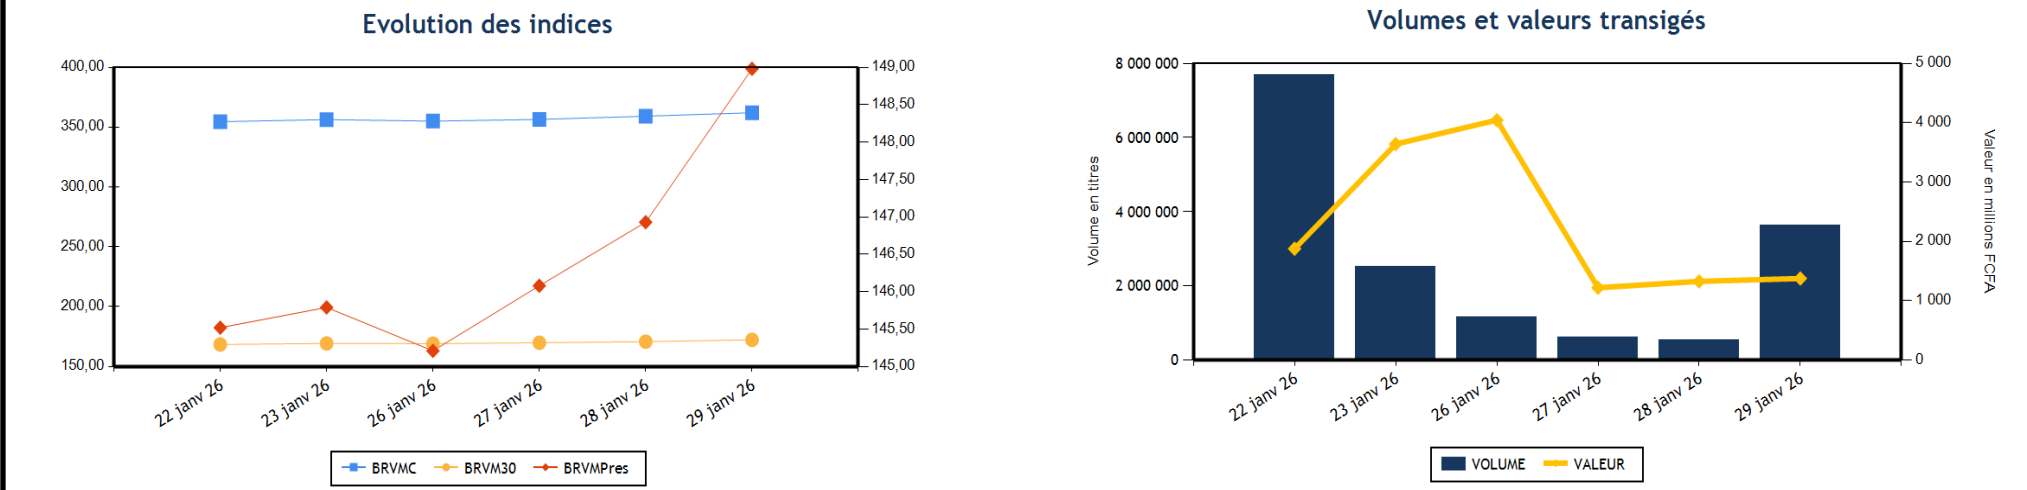 Evolution des indices
400,00
350,00
300,00
250,00
200,00
150,00
149,00
148,50
148,00
147,50
147,00
146,50
146,00
145,50
145,00
22 janv 26
23 janv 26
26 janv 26
27 janv 26
28 janv 26
29 janv 26
BRVMC BRVM30 BRVMPres
Volumes et valeurs transigés
Volume en titres
8 000 000
6 000 000
4 000 000
2 000 000
0
5 000
4 000
3 000
2 000
1 000
0
Valeur en millions FCFA
22 janv 26
23 janv 26
26 janv 26
27 janv 26
28 janv 26
29 janv 26
VOLUME VALEUR